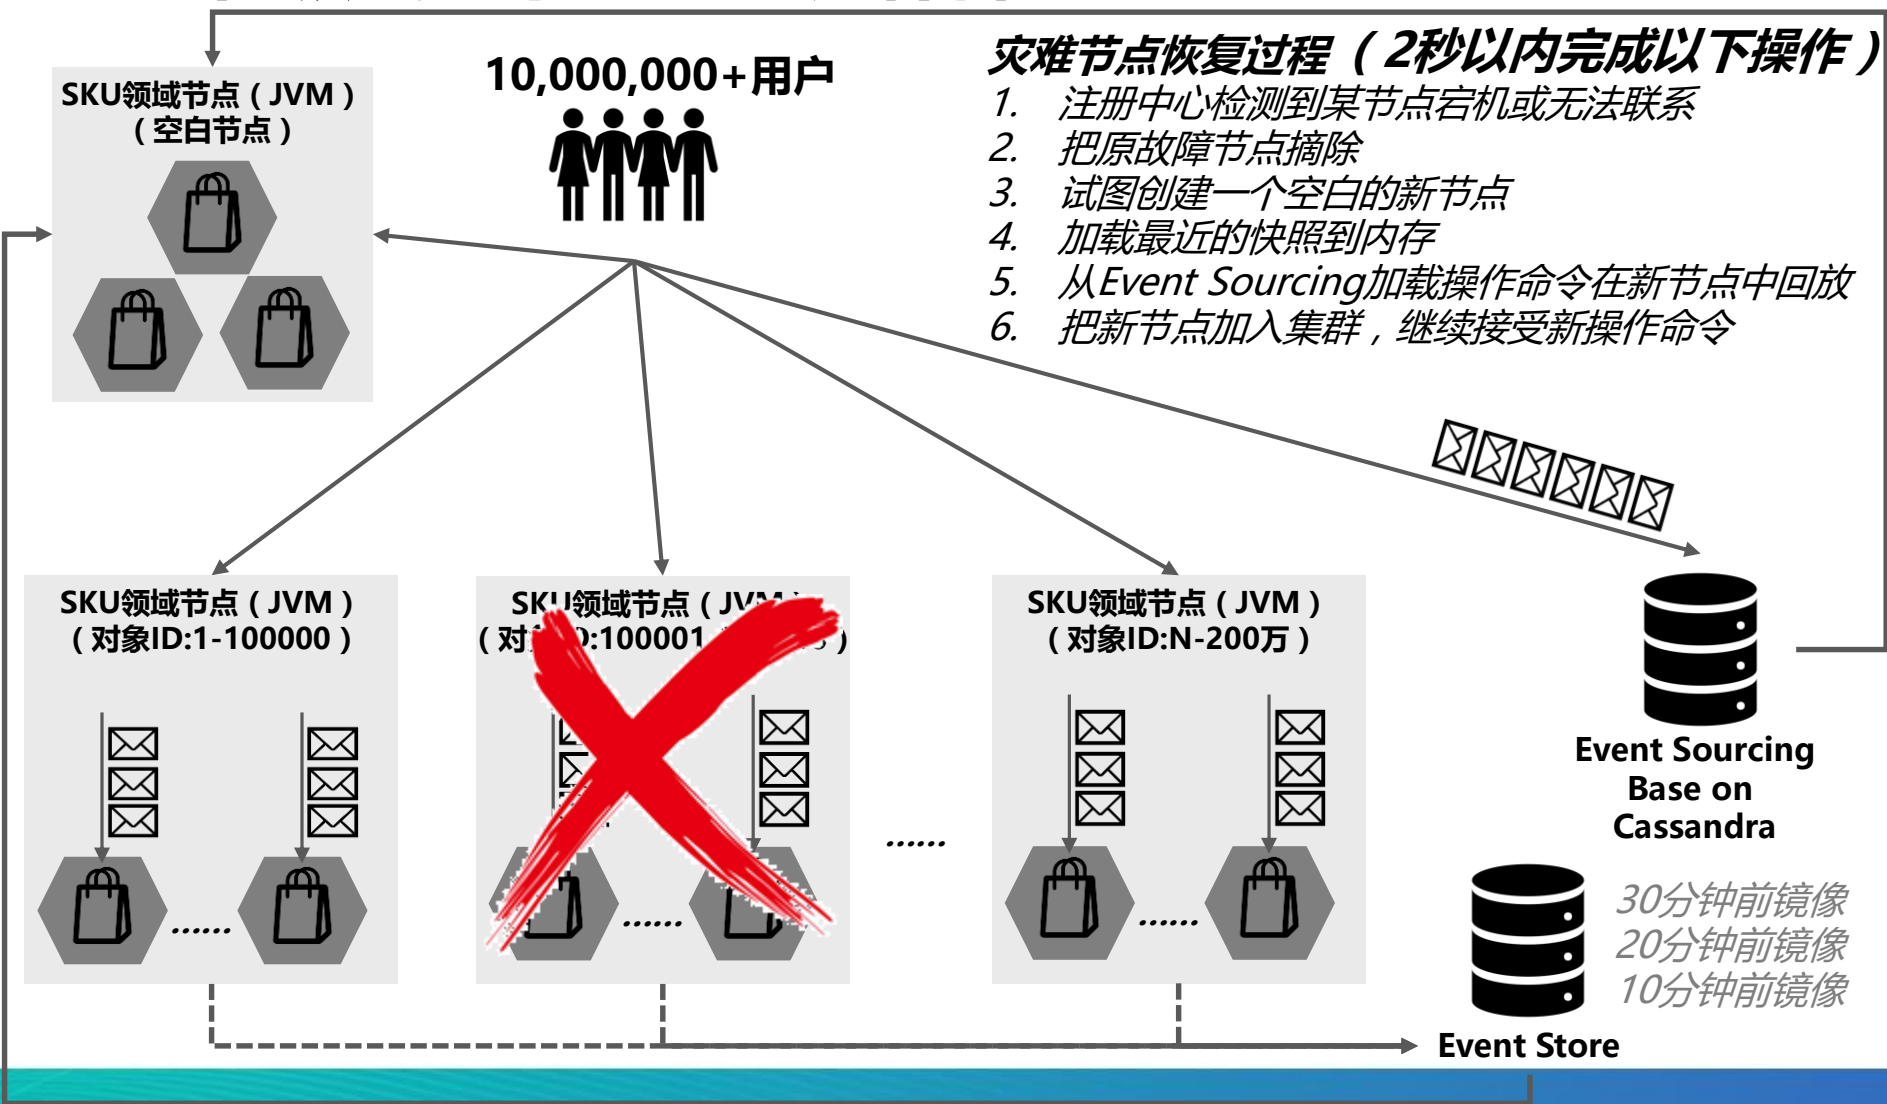 10,000,000+用户
灾难节点恢复过程（2秒以内完成以下操作）
1. 注册中心检测到某节点宕机或无法联系
2. 把原故障节点摘除
3. 试图创建一个空白的新节点
4. 加载最近的快照到内存
5. 从Event Sourcing加载操作命令在新节点中回放
6. 把新节点加入集群，继续接受新操作命令
SKU领域节点（JVM）
（空白节点）
SKU领域节点（JVM）
（对象ID:1-100000）
......
SKU领域节点（JVM）
:100001
......
......
SKU领域节点（JVM）
（对象ID:N-200万）
......
Event Sourcing
Base on
Cassandra
30分钟前镜像
20分钟前镜像
10分钟前镜像
Event Store